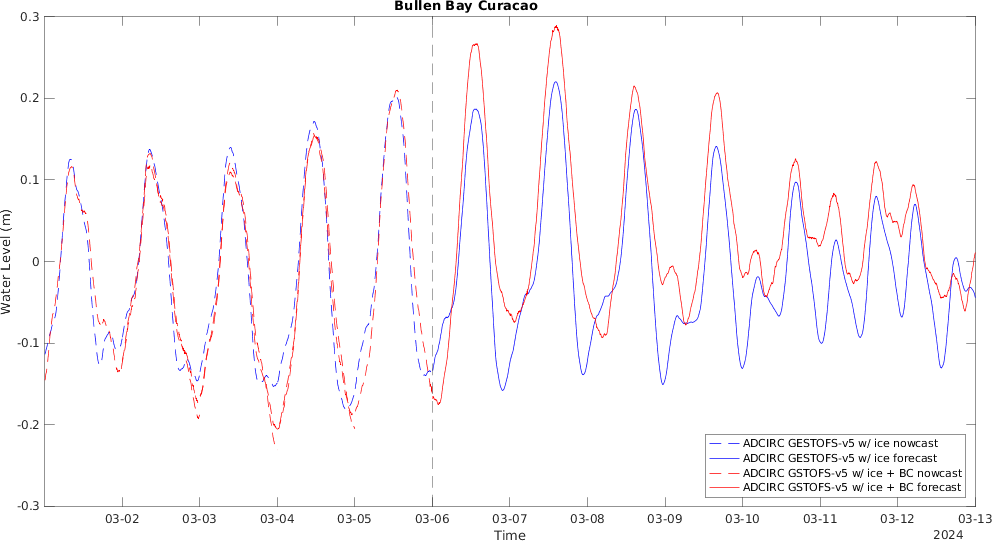 Bullen Bay Curacao
0.3
0.2
0.1
0
-0.1
-0.2
-0.3
Water Level (m)
03-02 03-03 03-04 03-05 03-06 03-07 03-08 03-09 03-10 03-11 03-12 03-13
Time
2024
ADCIRC GESTOFS-v5 w/ ice nowcast
ADCIRC GESTOFS-v5 w/ ice forecast
ADCIRC GSTOFS-v5 w/ ice + BC nowcast
ADCIRC GSTOFS-v5 w/ ice + BC forecast